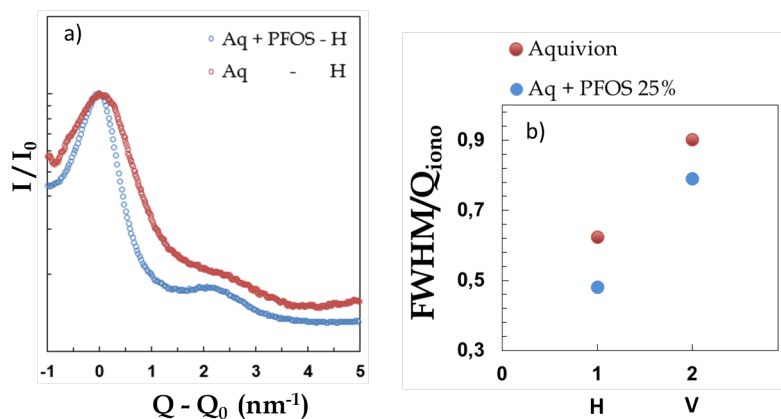 a)
Aq + PFOS - H
Aq - H
I / I₀
-1 0 1 2 3 4 5
Q - Q₀ (nm⁻¹)
Aquivion
Aq + PFOS 25%
b)
FWHM/Qᵢₒₙₒ
0.9
0.7
0.5
0.3
0 1 2
H V